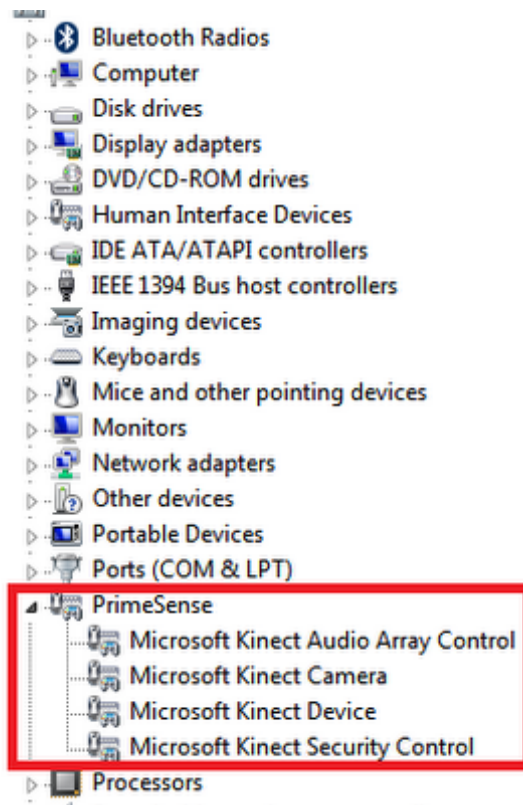 Bluetooth Radios
Computer
Disk drives
Display adapters
DVD/CD-ROM drives
Human Interface Devices
IDE ATA/ATAPI controllers
IEEE 1394 Bus host controllers
Imaging devices
Keyboards
Mice and other pointing devices
Monitors
Network adapters
Other devices
Portable Devices
Ports (COM & LPT)
PrimeSense
Microsoft Kinect Audio Array Control
Microsoft Kinect Camera
Microsoft Kinect Device
Microsoft Kinect Security Control
Processors